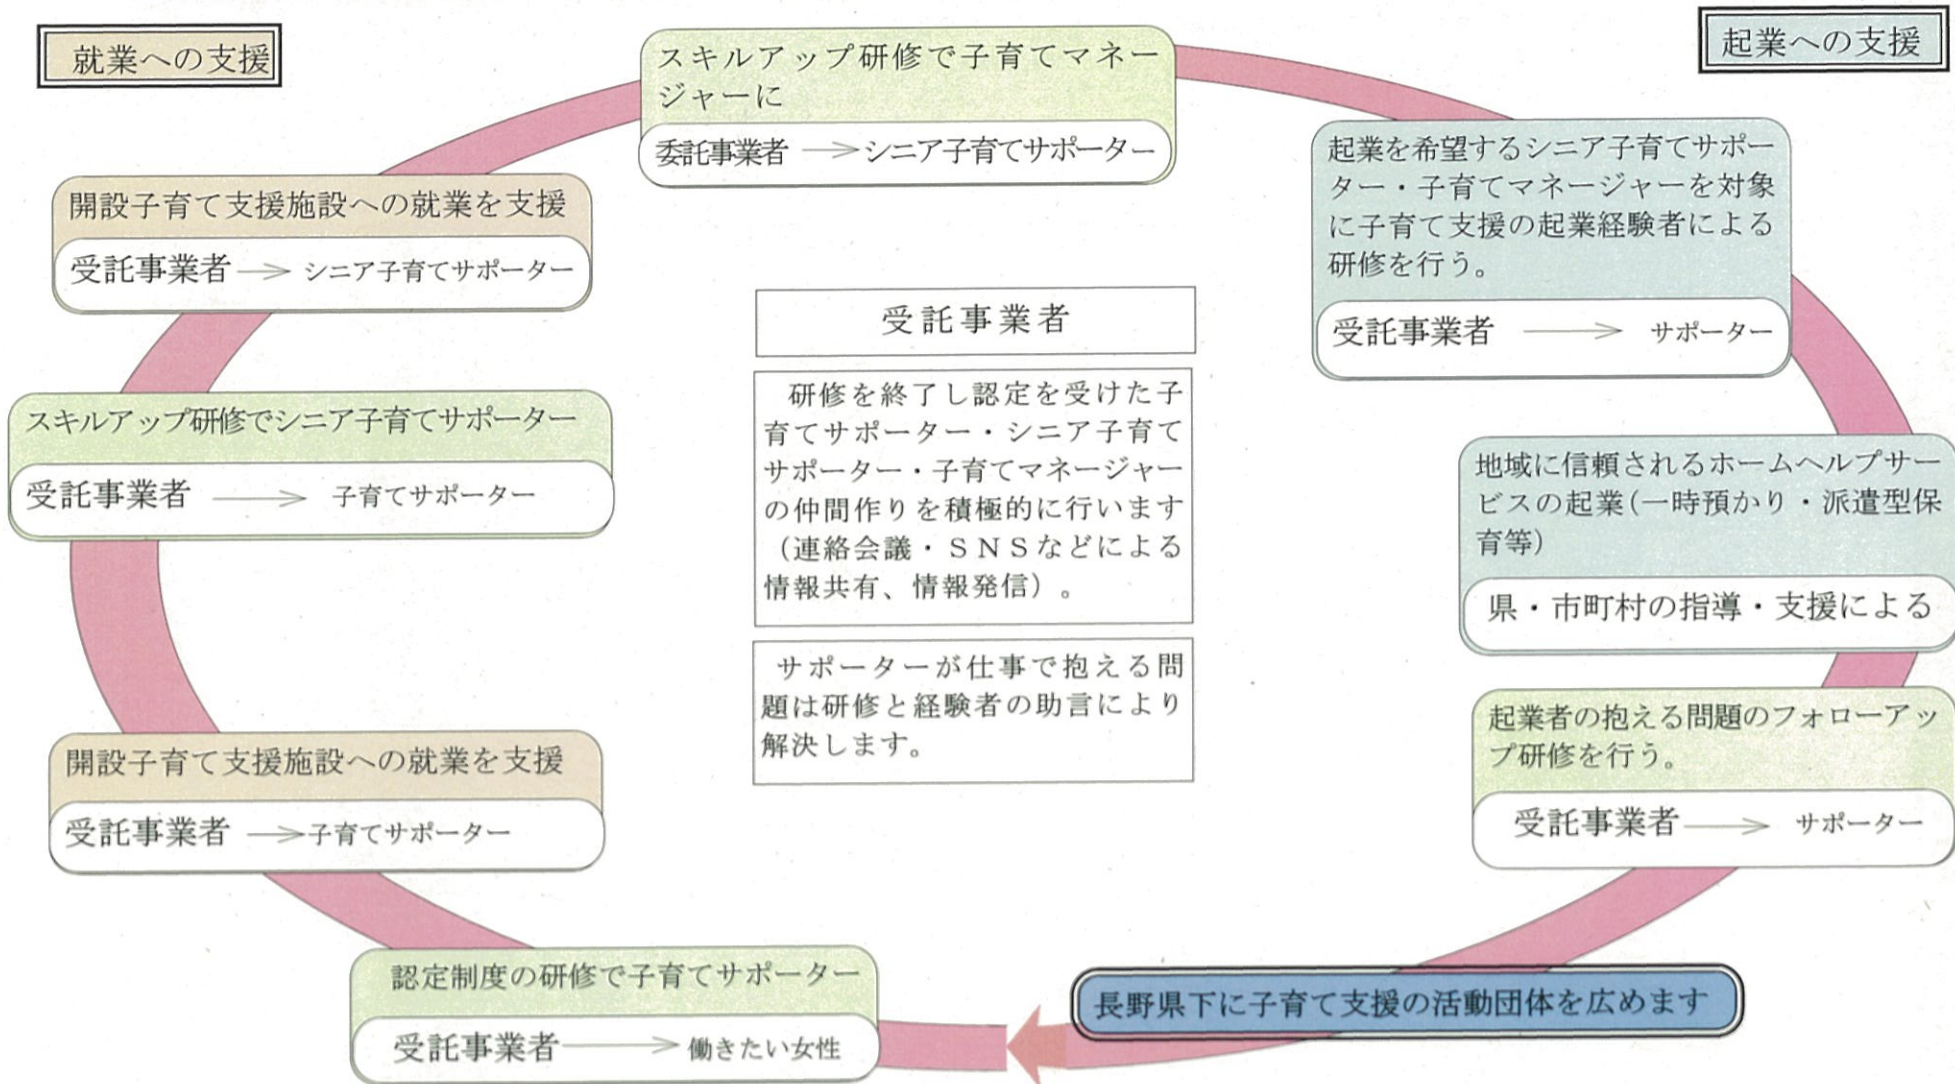 就業への支援
起業への支援
スキルアップ研修で子育てマネー
ジャーに
委託事業者 → シニア子育てサポーター
開設子育て支援施設への就業を支援
受託事業者 → シニア子育てサポーター
スキルアップ研修でシニア子育てサポーター
受託事業者 → 子育てサポーター
開設子育て支援施設への就業を支援
受託事業者 → 子育てサポーター
認定制度の研修で子育てサポーター
受託事業者 → 働きたい女性
受託事業者
研修を終了し認定を受けた子
育てサポーター・シニア子育て
サポーター・子育てマネージャー
の仲間作りを積極的に行います
（連絡会議・ＳＮＳなどによる
情報共有、情報発信）。
サポーターが仕事で抱える問
題は研修と経験者の助言により
解決します。
起業を希望するシニア子育てサポー
ター・子育てマネージャーを対象
に子育て支援の起業経験者による
研修を行う。
受託事業者 → サポーター
地域に信頼されるホームヘルプサー
ビスの起業(一時預かり・派遣型保
育等)
県・市町村の指導・支援による
起業者の抱える問題のフォローアッ
プ研修を行う。
受託事業者 → サポーター
長野県下に子育て支援の活動団体を広めます